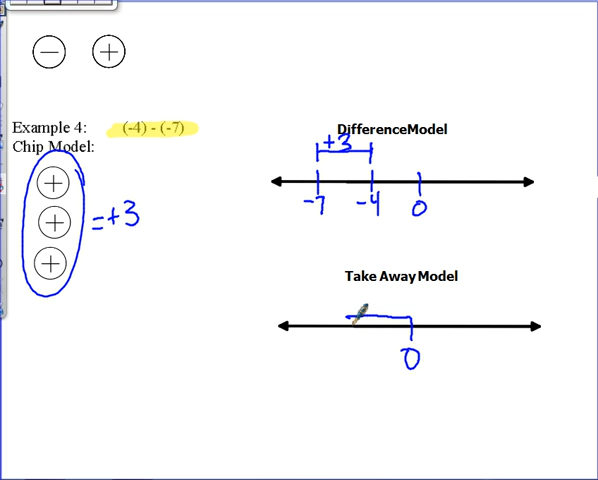 Example 4: (-4) - (-7)
Chip Model:
= +3
DifferenceModel
+3
-7 -4 0
Take Away Model
0